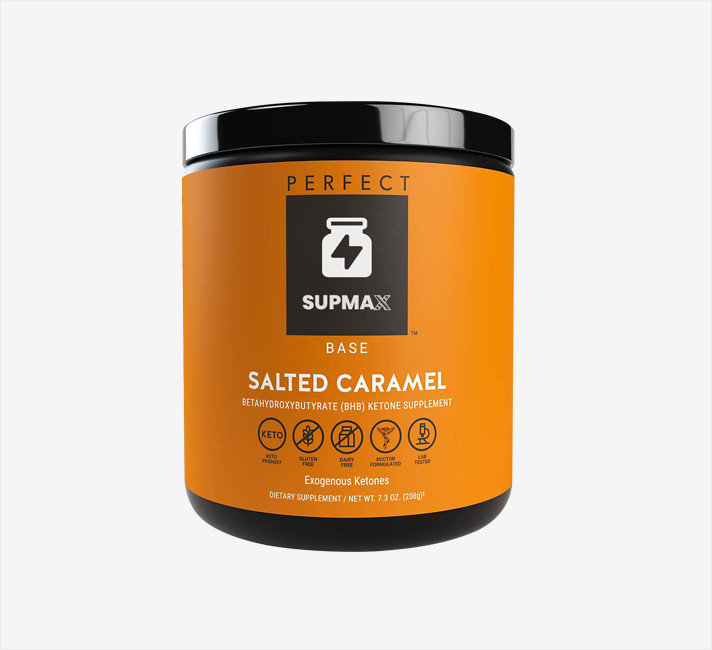 PERFECT
SUPMAX
TM
BASE
SALTED CARAMEL
BETAHYDROXYBUTYRATE (BHB) KETONE SUPPLEMENT
KETO
KETO FRIENDLY
GLUTEN FREE
DAIRY FREE
DOCTOR FORMULATED
LAB TESTED
Exogenous Ketones
DIETARY SUPPLEMENT / NET WT. 7.3 OZ. (208g)